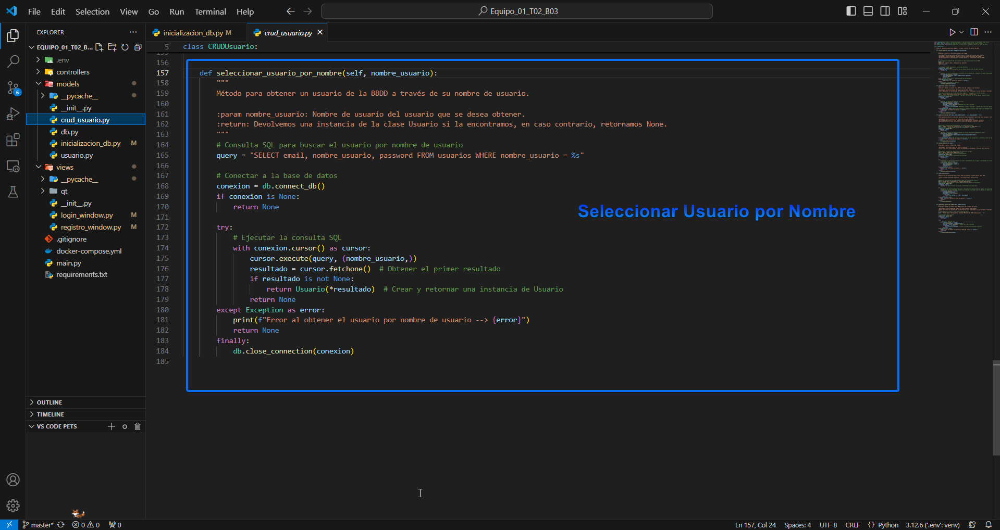 File Edit Selection View Go Run Terminal Help
Equipo_01_T02_B03
EXPLORER
EQUIPO_01_T02_B...
.env
controllers
models
__pycache__
__init__.py
crud_usuario.py
db.py
inicializacion_db.py M
usuario.py
views
__pycache__
qt
__init__.py
login_window.py M
registro_window.py M
.gitignore
docker-compose.yml
main.py
requirements.txt
OUTLINE
TIMELINE
VS CODE PETS
6
inicializacion_db.py M
crud_usuario.py
5 class CRUDUsuario:
155
156
157 def seleccionar_usuario_por_nombre(self, nombre_usuario):
158 """
159 Método para obtener un usuario de la BBDD a través de su nombre de usuario.
160
161 :param nombre_usuario: Nombre de usuario del usuario que se desea obtener.
162 :return: Devolvemos una instancia de la clase Usuario si la encontramos, en caso contrario, retornamos None.
163 """
164 # Consulta SQL para buscar el usuario por nombre de usuario
165 query = "SELECT email, nombre_usuario, password FROM usuarios WHERE nombre_usuario = %s"
166
167 # Conectar a la base de datos
168 conexion = db.connect_db()
169 if conexion is None:
170 return None
171
172 try:
173 # Ejecutar la consulta SQL
174 with conexion.cursor() as cursor:
175 cursor.execute(query, (nombre_usuario,))
176 resultado = cursor.fetchone() # Obtener el primer resultado
177 if resultado is not None:
178 return Usuario(*resultado) # Crear y retornar una instancia de Usuario
179 return None
180 except Exception as error:
181 print(f"Error al obtener el usuario por nombre de usuario --> {error}")
182 return None
183 finally:
184 db.close_connection(conexion)
185
Seleccionar Usuario por Nombre
master* 0 0 0
Ln 157, Col 24 Spaces: 4 UTF-8 CRLF {} Python 3.12.6 ('.env': venv)